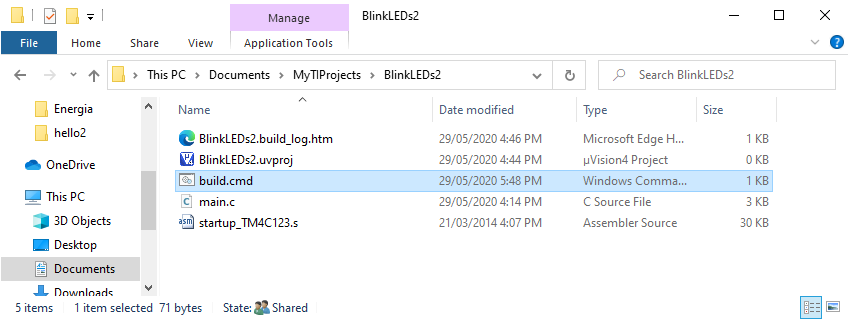 Manage
BlinkLEDs2
File
Home
Share
View
Application Tools
This PC
Documents
MyTIProjects
BlinkLEDs2
Search BlinkLEDs2
Energia
hello2
OneDrive
This PC
3D Objects
Desktop
Documents
Downloads
Name Date modified Type Size
BlinkLEDs2.build_log.htm 29/05/2020 4:46 PM Microsoft Edge H... 1 KB
BlinkLEDs2.uvproj 29/05/2020 4:44 PM µVision4 Project 0 KB
build.cmd 29/05/2020 5:48 PM Windows Comma... 1 KB
main.c 29/05/2020 4:14 PM C Source File 3 KB
startup_TM4C123.s 21/03/2014 4:07 PM Assembler Source 30 KB
5 items 1 item selected 71 bytes State: Shared